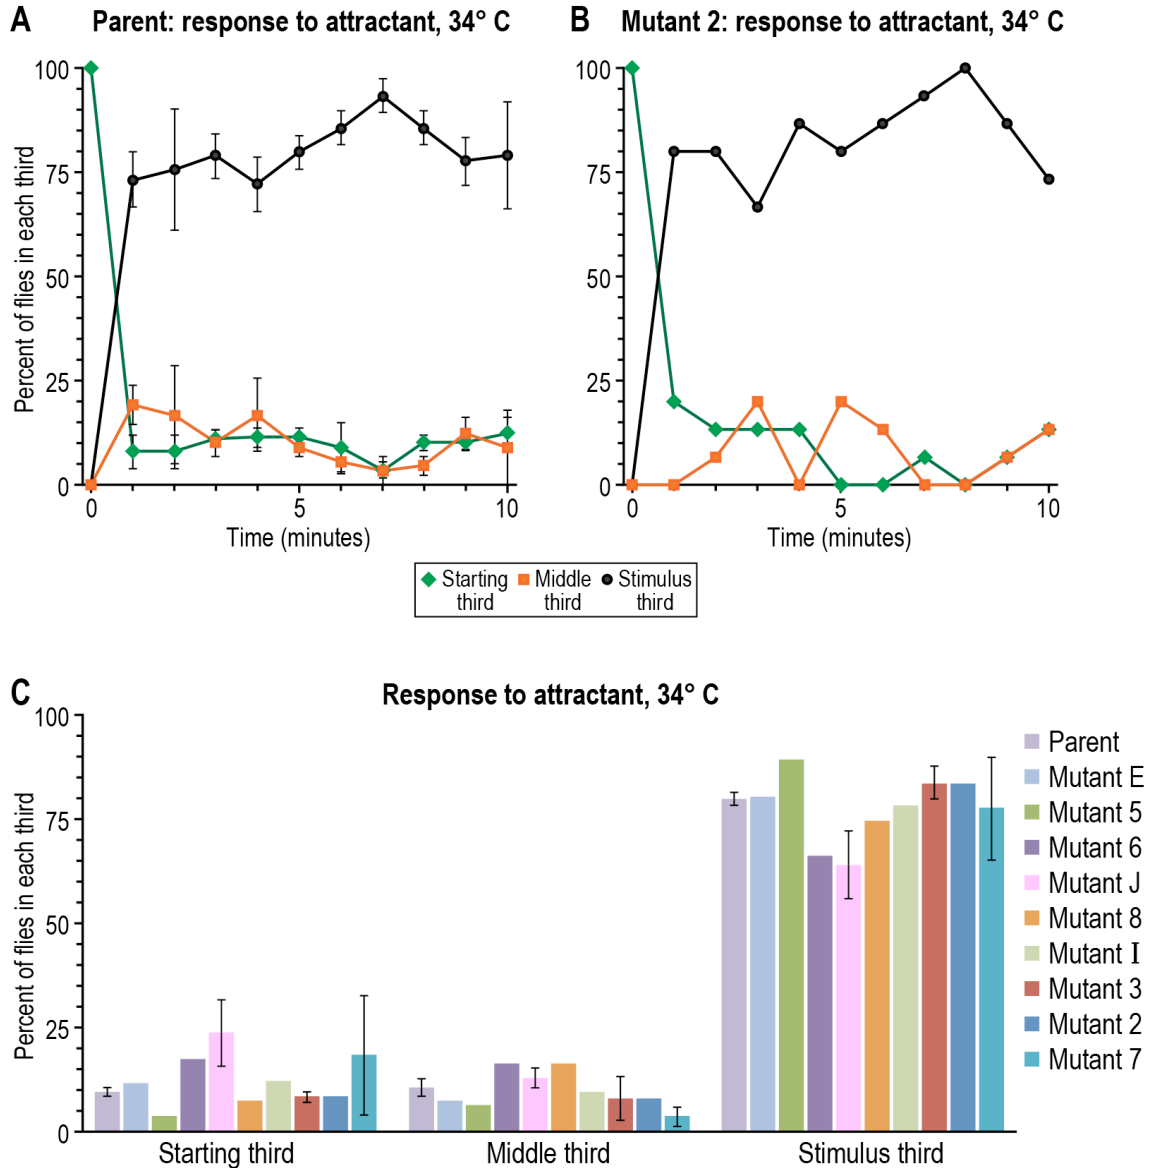 A
Parent: response to attractant, 34° C
100
75
50
25
0
Percent of flies in each third
0
5
10
Time (minutes)
B
Mutant 2: response to attractant, 34° C
100
75
50
25
0
0
5
10
Time (minutes)
Starting third
Middle third
Stimulus third
C
Response to attractant, 34° C
100
75
50
25
0
Percent of flies in each third
Starting third
Middle third
Stimulus third
Parent
Mutant E
Mutant 5
Mutant 6
Mutant J
Mutant 8
Mutant I
Mutant 3
Mutant 2
Mutant 7